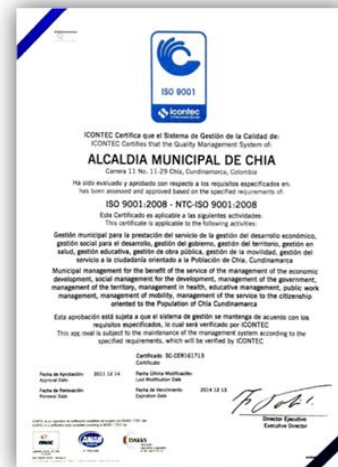 ISO 9001
icontec
internacional
ICONTEC Certifica que el Sistema de Gestión de la Calidad de:
ICONTEC Certifies that the Quality Management System of:
ALCALDIA MUNICIPAL DE CHIA
Carrera 11 No. 11-29 Chía, Cundinamarca, Colombia
Ha sido evaluado y aprobado con respecto a los requisitos especificados en:
has been assessed and approved based on the specified requirements of:
ISO 9001:2008 - NTC-ISO 9001:2008
Este Certificado es aplicable a las siguientes actividades:
This certificate is applicable to the following activities:
Gestión municipal para la prestación del servicio de la gestión del desarrollo económico,
gestión social para el desarrollo, gestión del gobierno, gestión del territorio, gestión en
salud, gestión educativa, gestión de obra pública, gestión de la movilidad, gestión del
servicio a la ciudadanía orientado a la Población de Chía, Cundinamarca
Municipal management for the benefit of the service of the management of the economic
development, social management for the development, management of the government,
management of the territory, management in health, educative management, public work
management, management of mobility, management of the service to the citizenship
oriented to the Population of Chía Cundinamarca
Esta aprobación está sujeta a que el sistema de gestión se mantenga de acuerdo con los
requisitos especificados, lo cual será verificado por ICONTEC
This approval is subject to the maintenance of the management system according to the
specified requirements, which will be verified by ICONTEC
Certificado SC-CER161713
Certificate
Fecha de Aprobación: 2011 12 14 Fecha Última Modificación:
Approval Date: Last Modification Date:
Fecha de Renovación: Fecha de Vencimiento: 2014 12 13
Renewal Date: Expiration Date:
Director Ejecutivo
Executive Director
ONAC
ANAB
DAkkS